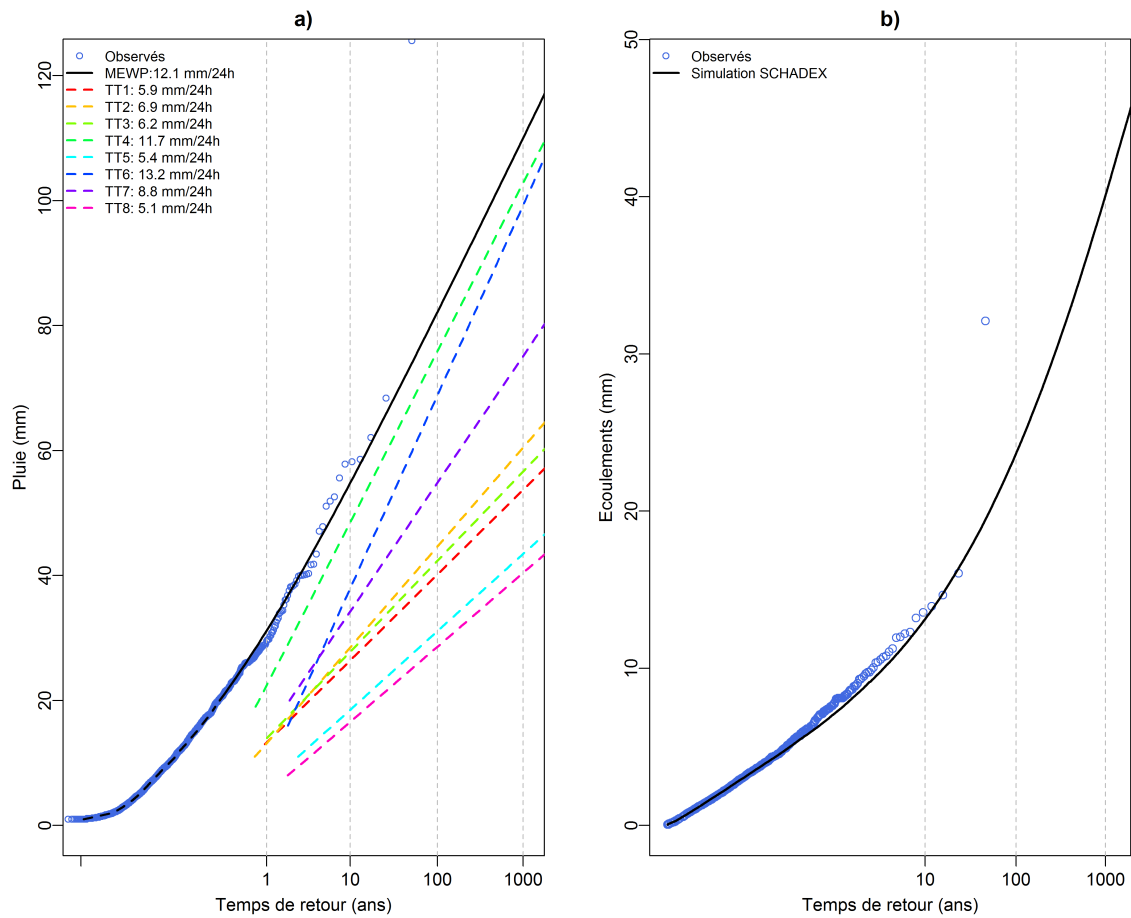 a)
Observés
MEWP:12.1 mm/24h
TT1: 5.9 mm/24h
TT2: 6.9 mm/24h
TT3: 6.2 mm/24h
TT4: 11.7 mm/24h
TT5: 5.4 mm/24h
TT6: 13.2 mm/24h
TT7: 8.8 mm/24h
TT8: 5.1 mm/24h
Pluie (mm)
120
100
80
60
40
20
0
1 10 100 1000
Temps de retour (ans)
b)
Observés
Simulation SCHADEX
Ecoulements (mm)
50
40
30
20
10
0
10 100 1000
Temps de retour (ans)